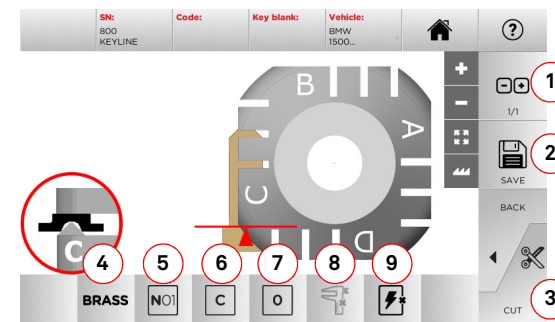 SN:
800
KEYLINE
Code:
Key blank:
Vehicle:
BMW
1500...
?
1
1/1
2
SAVE
BACK
3
CUT
B
A
C
D
C
4
5
6
7
8
9
BRASS
N01
C
0